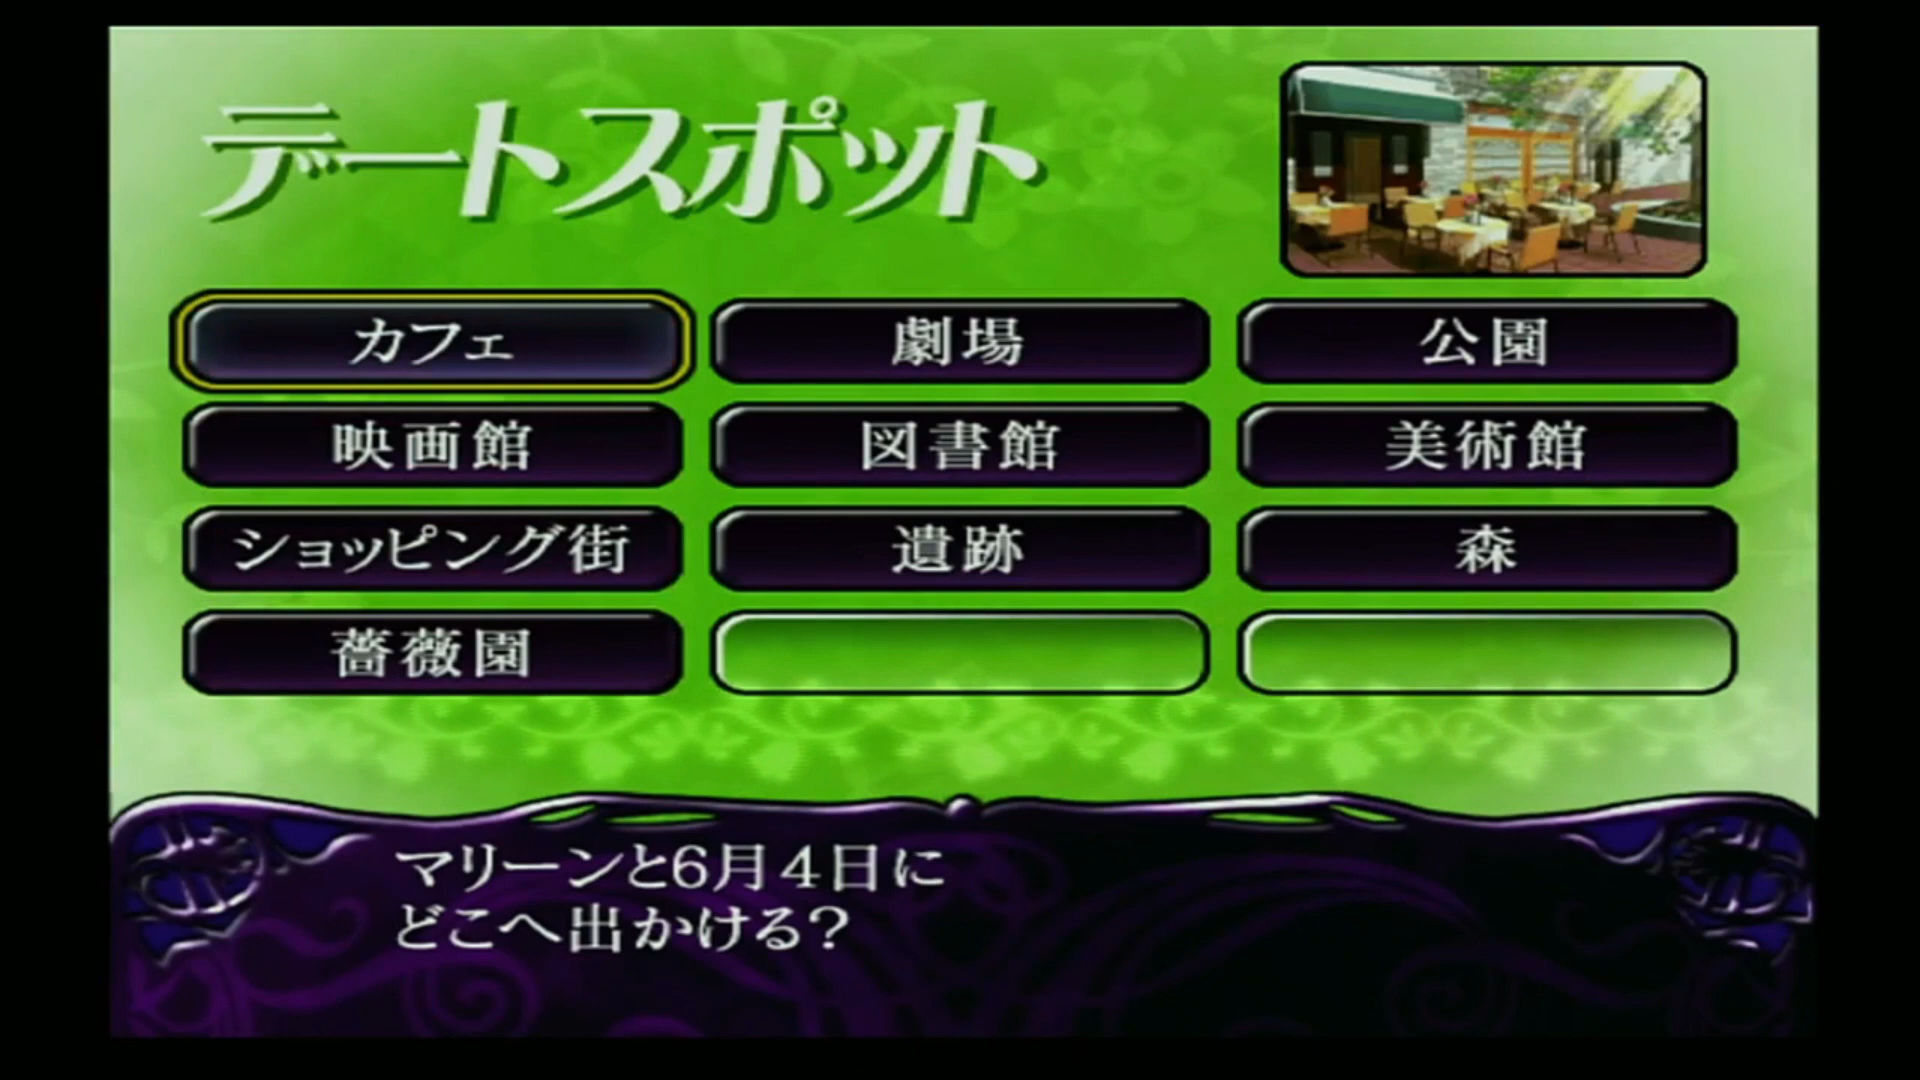 デートスポット
カフェ
劇場
公園
映画館
図書館
美術館
ショッピング街
遺跡
森
薔薇園
マリーンと6月4日に
どこへ出かける？